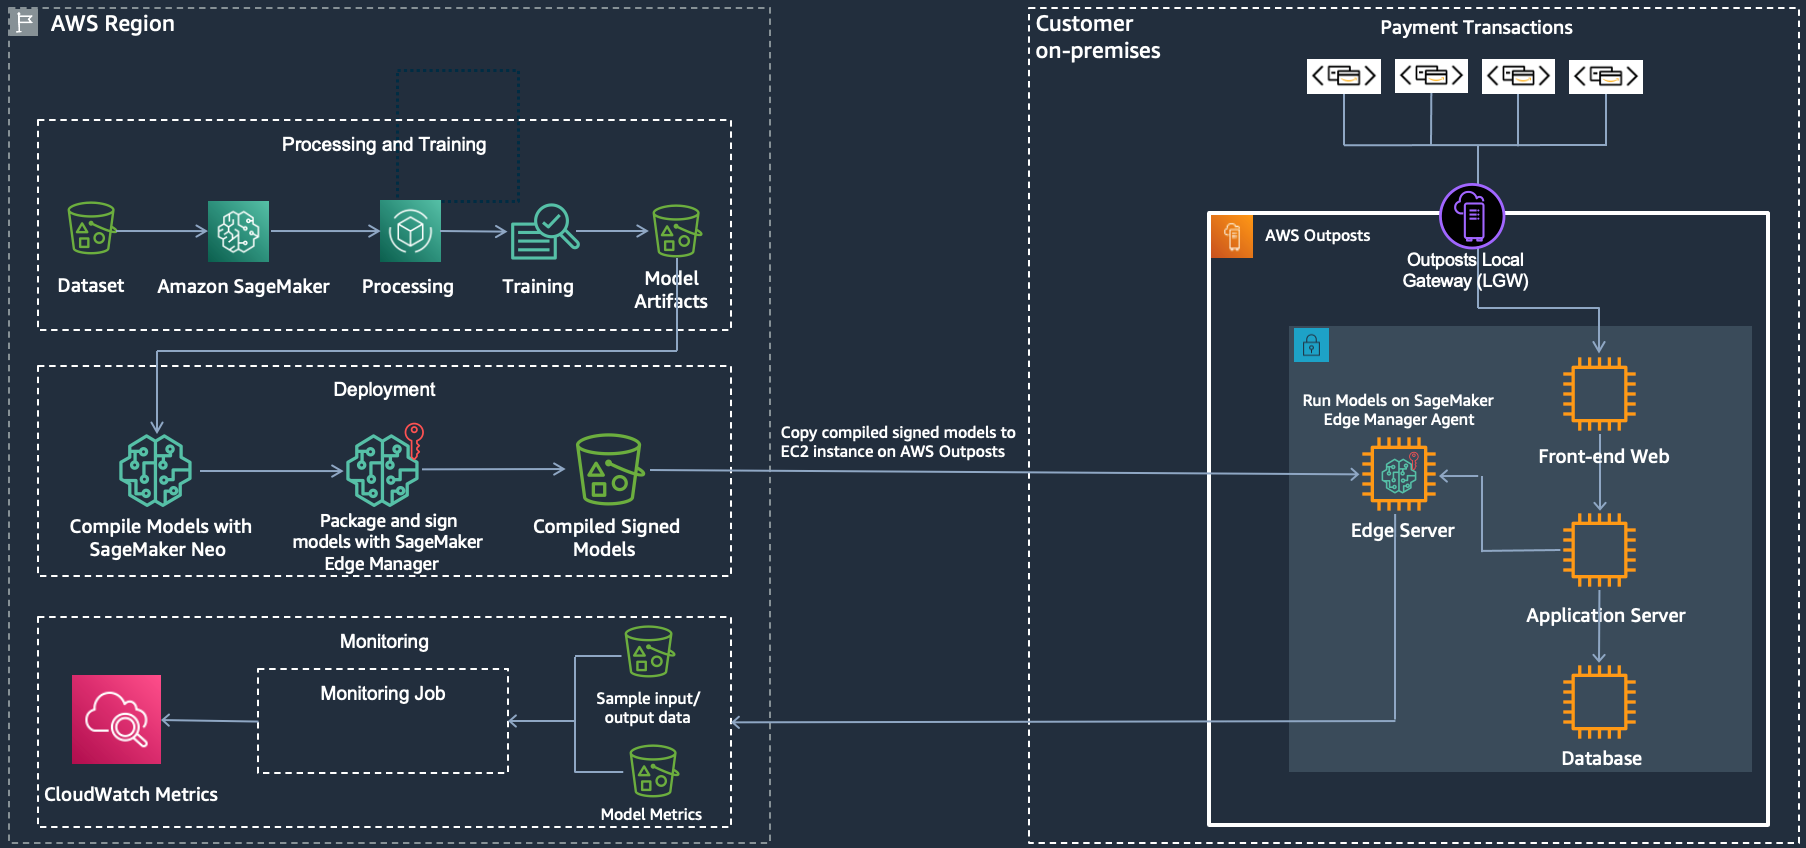 AWS Region
Processing and Training
Dataset
Amazon SageMaker
Processing
Training
Model
Artifacts
Deployment
Compile Models with
SageMaker Neo
Package and sign
models with SageMaker
Edge Manager
Compiled Signed
Models
Monitoring
Monitoring Job
Sample input/
output data
Model Metrics
CloudWatch Metrics
Copy compiled signed models to
EC2 instance on AWS Outposts
Customer
on-premises
Payment Transactions
AWS Outposts
Outposts Local
Gateway (LGW)
Run Models on SageMaker
Edge Manager Agent
Edge Server
Front-end Web
Application Server
Database